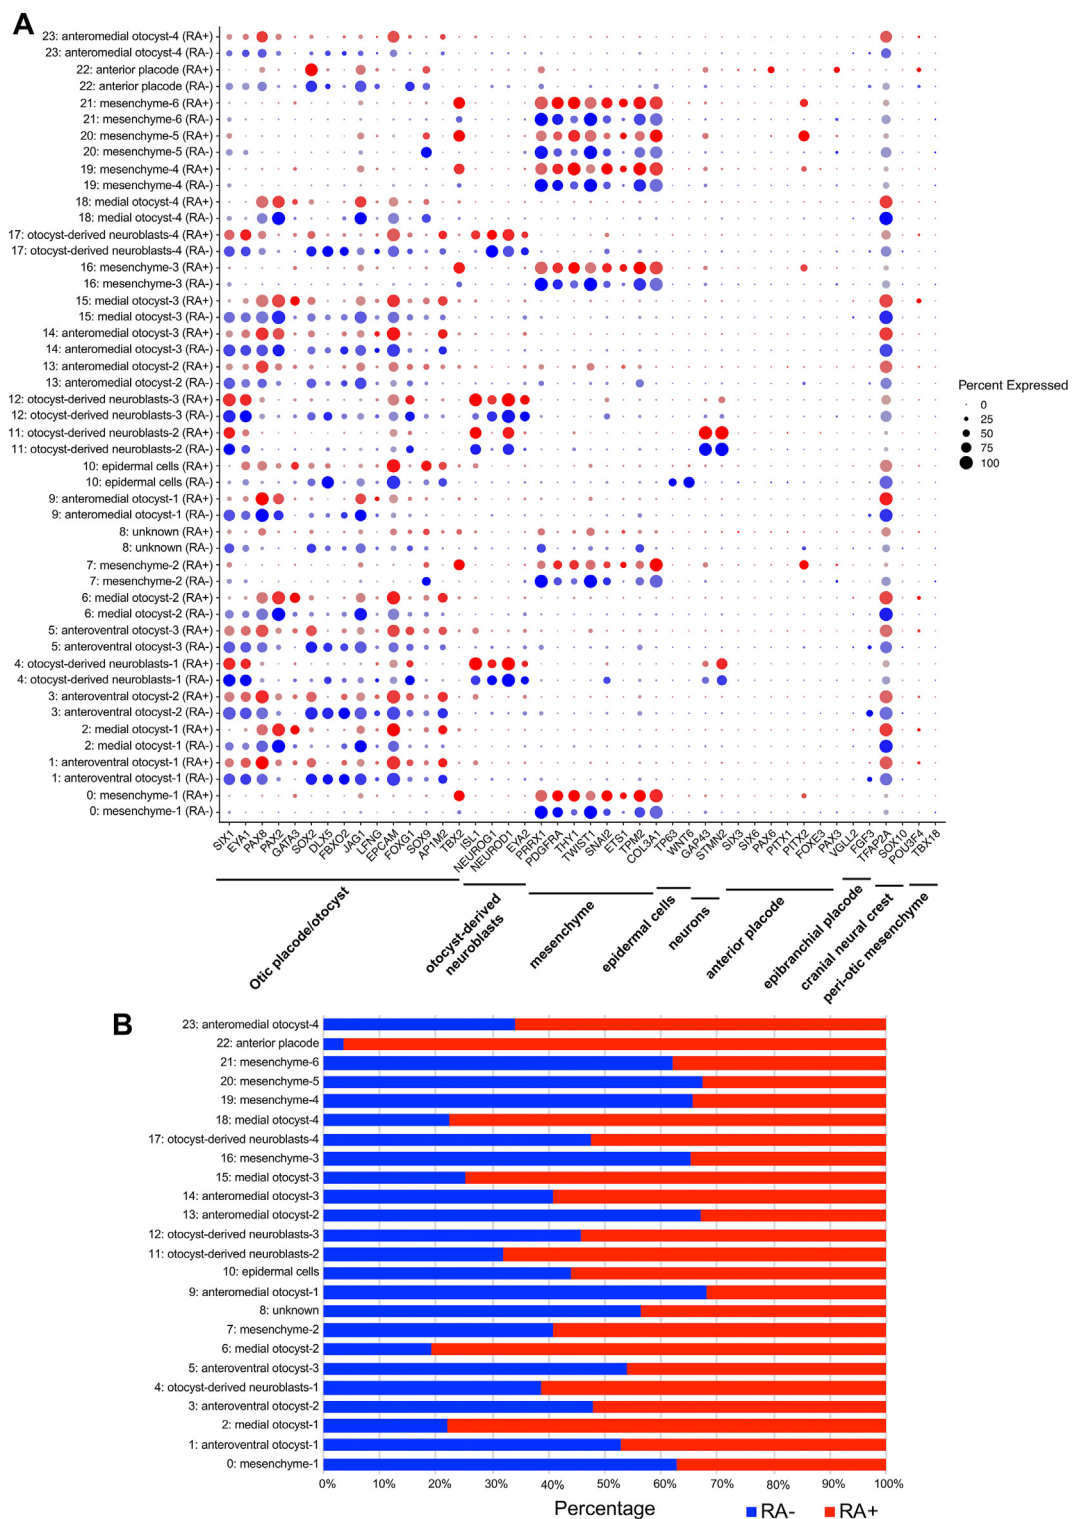 A
23: anteromedial otocyst-4 (RA+)
23: anteromedial otocyst-4 (RA-)
22: anterior placode (RA+)
22: anterior placode (RA-)
21: mesenchyme-6 (RA+)
21: mesenchyme-6 (RA-)
20: mesenchyme-5 (RA+)
20: mesenchyme-5 (RA-)
19: mesenchyme-4 (RA+)
19: mesenchyme-4 (RA-)
18: medial otocyst-4 (RA+)
18: medial otocyst-4 (RA-)
17: otocyst-derived neuroblasts-4 (RA+)
17: otocyst-derived neuroblasts-4 (RA-)
16: mesenchyme-3 (RA+)
16: mesenchyme-3 (RA-)
15: medial otocyst-3 (RA+)
15: medial otocyst-3 (RA-)
14: anteromedial otocyst-3 (RA+)
14: anteromedial otocyst-3 (RA-)
13: anteromedial otocyst-2 (RA+)
13: anteromedial otocyst-2 (RA-)
12: otocyst-derived neuroblasts-3 (RA+)
12: otocyst-derived neuroblasts-3 (RA-)
11: otocyst-derived neuroblasts-2 (RA+)
11: otocyst-derived neuroblasts-2 (RA-)
10: epidermal cells (RA+)
10: epidermal cells (RA-)
9: anteromedial otocyst-1 (RA+)
9: anteromedial otocyst-1 (RA-)
8: unknown (RA+)
8: unknown (RA-)
7: mesenchyme-2 (RA+)
7: mesenchyme-2 (RA-)
6: medial otocyst-2 (RA+)
6: medial otocyst-2 (RA-)
5: anteroventral otocyst-3 (RA+)
5: anteroventral otocyst-3 (RA-)
4: otocyst-derived neuroblasts-1 (RA+)
4: otocyst-derived neuroblasts-1 (RA-)
3: anteroventral otocyst-2 (RA+)
3: anteroventral otocyst-2 (RA-)
2: medial otocyst-1 (RA+)
2: medial otocyst-1 (RA-)
1: anteroventral otocyst-1 (RA+)
1: anteroventral otocyst-1 (RA-)
0: mesenchyme-1 (RA+)
0: mesenchyme-1 (RA-)
Percent Expressed
0
25
50
75
100
SIX1
EYA1
PAX8
PAX2
GATA3
SOX2
DLX5
FBXO2
JAG1
LFNG
EPCAM
FOXG1
SOX9
AP1M2
TBX2
ISL1
NEUROG1
NEUROD1
EYA2
PRRX1
PDGFRA
THY1
TWIST1
SNAI2
ETS1
TPM2
COL3A1
TP63
WNT6
GAP43
STMN2
SIX3
SIX6
PAX6
PITX1
PITX2
FOXE3
PAX3
VGLL2
FGF3
TFAP2A
SOX10
POU3F4
TBX18
Otic placode/otocyst
otocyst-derived
neuroblasts
mesenchyme
epidermal cells
neurons
anterior placode
epibranchial placode
cranial neural crest
peri-otic mesenchyme
B
23: anteromedial otocyst-4
22: anterior placode
21: mesenchyme-6
20: mesenchyme-5
19: mesenchyme-4
18: medial otocyst-4
17: otocyst-derived neuroblasts-4
16: mesenchyme-3
15: medial otocyst-3
14: anteromedial otocyst-3
13: anteromedial otocyst-2
12: otocyst-derived neuroblasts-3
11: otocyst-derived neuroblasts-2
10: epidermal cells
9: anteromedial otocyst-1
8: unknown
7: mesenchyme-2
6: medial otocyst-2
5: anteroventral otocyst-3
4: otocyst-derived neuroblasts-1
3: anteroventral otocyst-2
2: medial otocyst-1
1: anteroventral otocyst-1
0: mesenchyme-1
0% 10% 20% 30% 40% 50% 60% 70% 80% 90% 100%
Percentage
RA- RA+